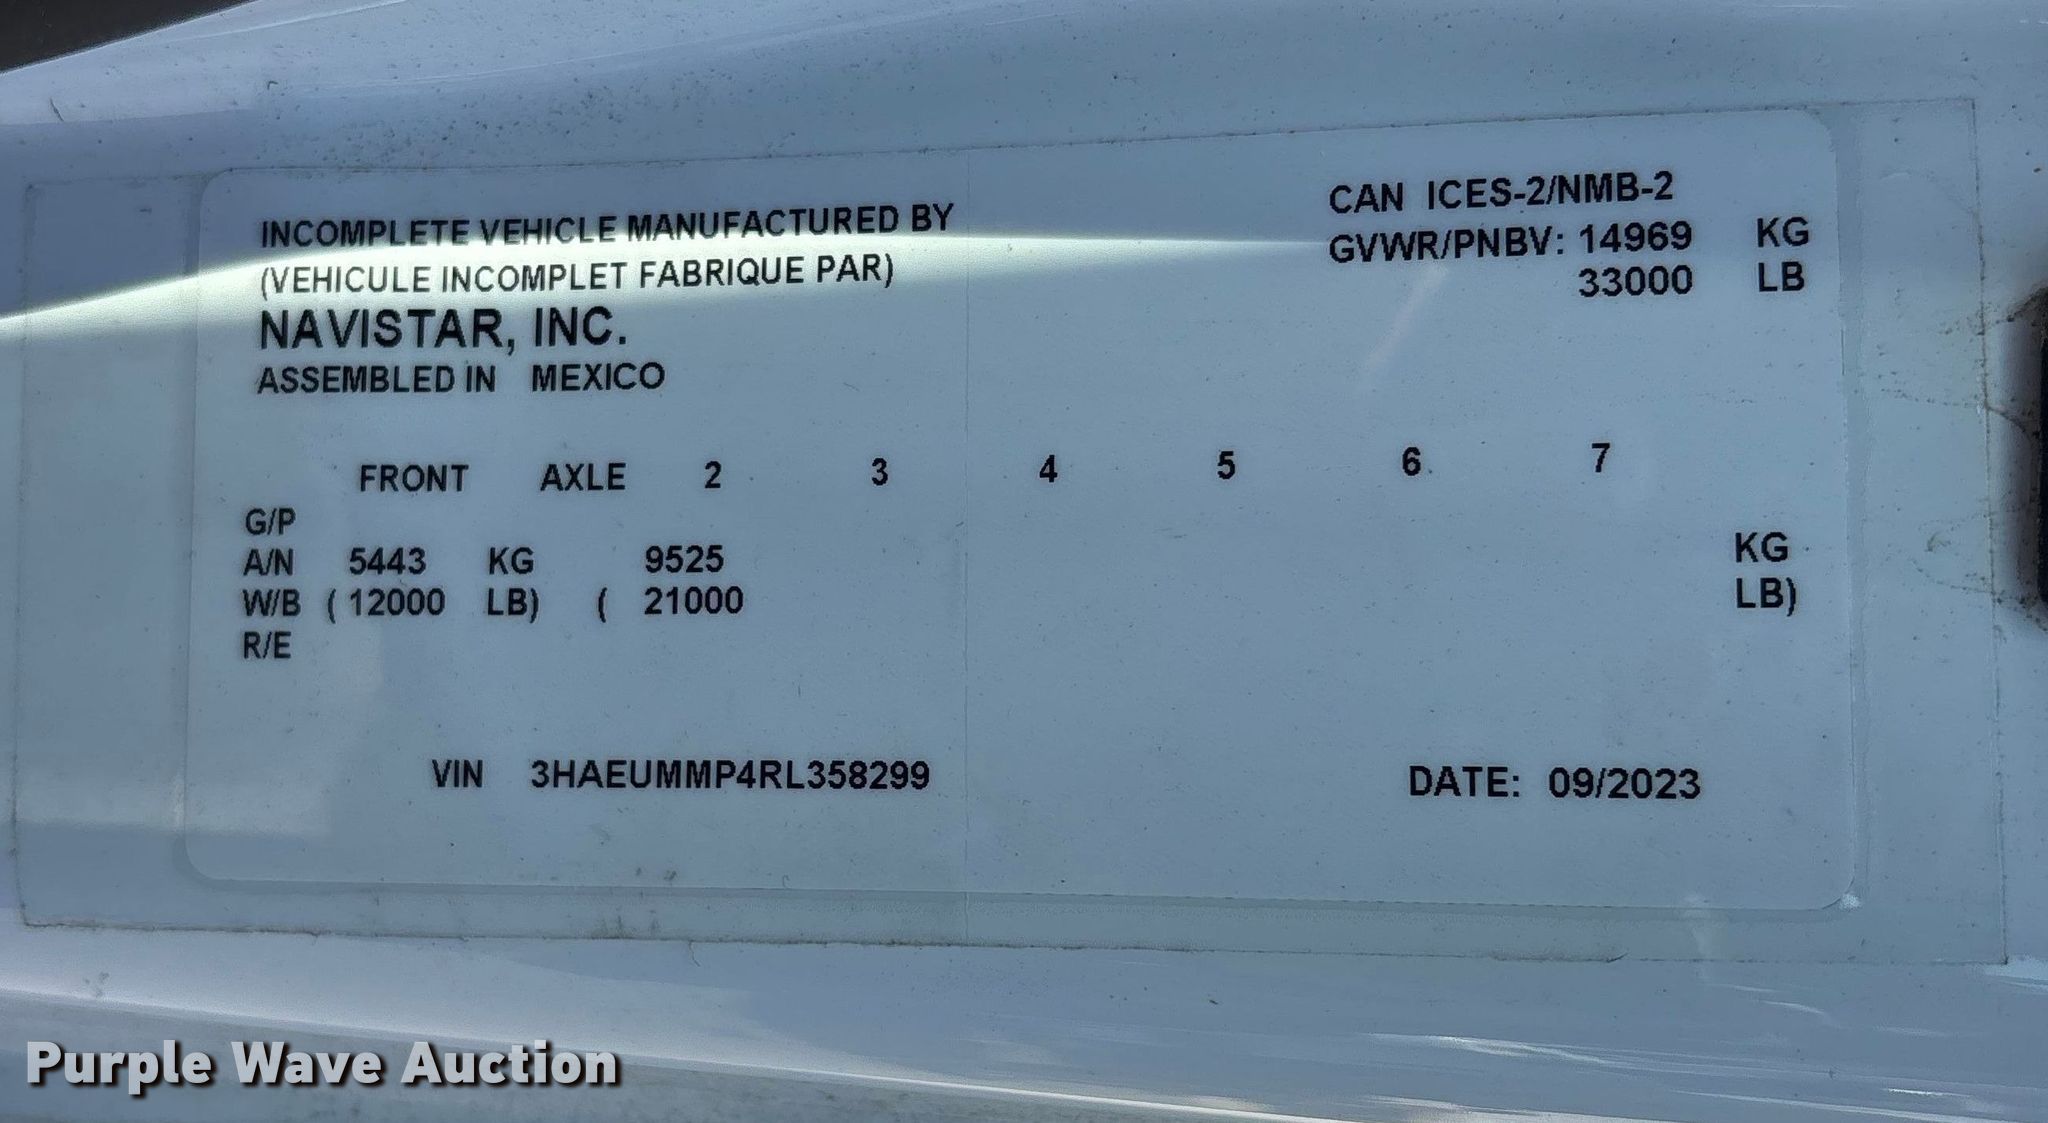 INCOMPLETE VEHICLE MANUFACTURED BY
(VEHICULE INCOMPLET FABRIQUE PAR)
NAVISTAR, INC.
ASSEMBLED IN MEXICO
CAN ICES-2/NMB-2
GVWR/PNBV: 14969 KG
33000 LB
FRONT AXLE 2 3 4 5 6 7
G/P
A/N 5443 KG 9525 KG
W/B ( 12000 LB) ( 21000 LB)
R/E
VIN 3HAEUMMP4RL358299 DATE: 09/2023
Purple Wave Auction